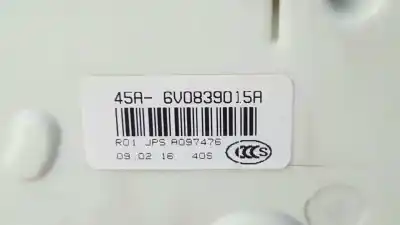 45A- 6V0839015A
R01 JPS A097476
09.02 16 40S
CCC S